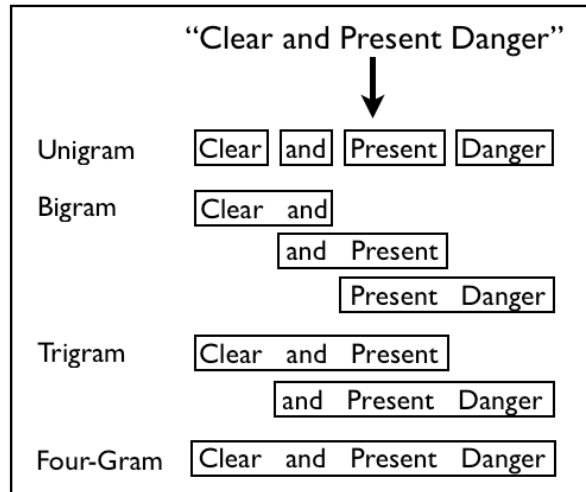 “Clear and Present Danger”
Unigram Clear and Present Danger
Bigram Clear and
and Present
Present Danger
Trigram Clear and Present
and Present Danger
Four-Gram Clear and Present Danger